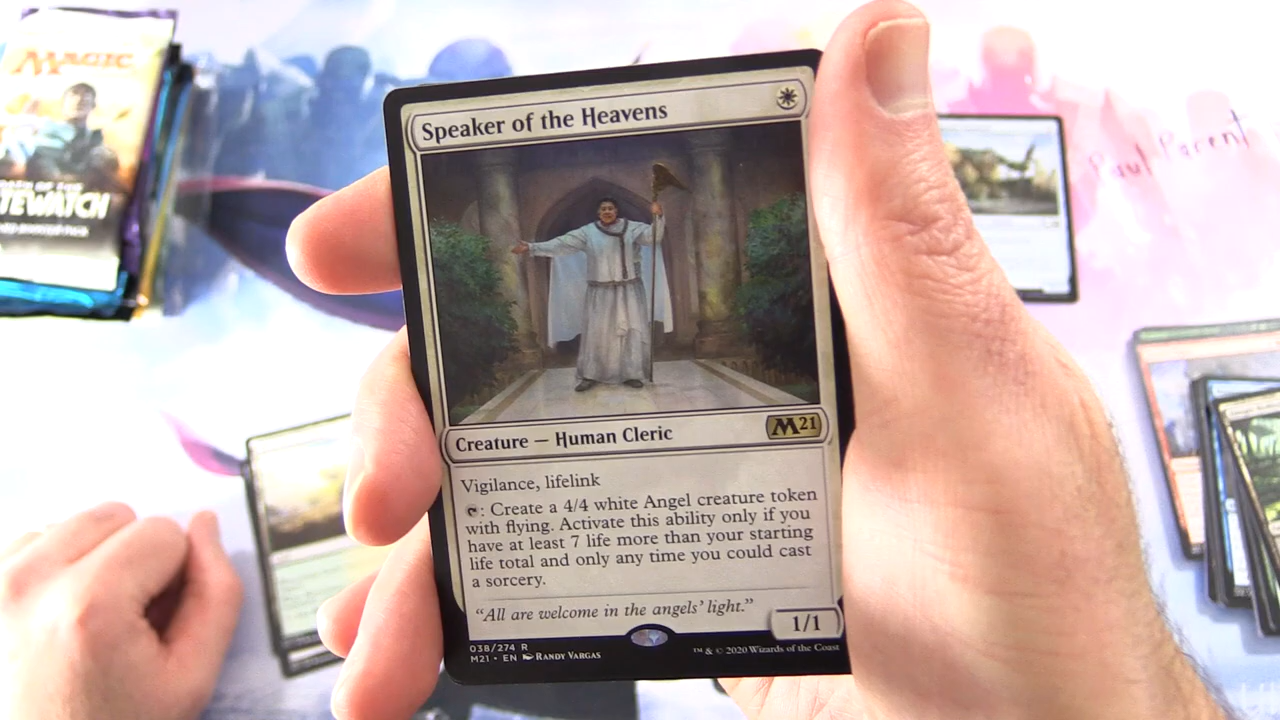 MAGIC
TEWATCH
Paul Parent
Speaker of the Heavens
Creature — Human Cleric
M21
Vigilance, lifelink
: Create a 4/4 white Angel creature token
with flying. Activate this ability only if you
have at least 7 life more than your starting
life total and only any time you could cast
a sorcery.
“All are welcome in the angels’ light.”
1/1
038/274 R
M21 • EN RANDY VARGAS
™ & © 2020 Wizards of the Coast